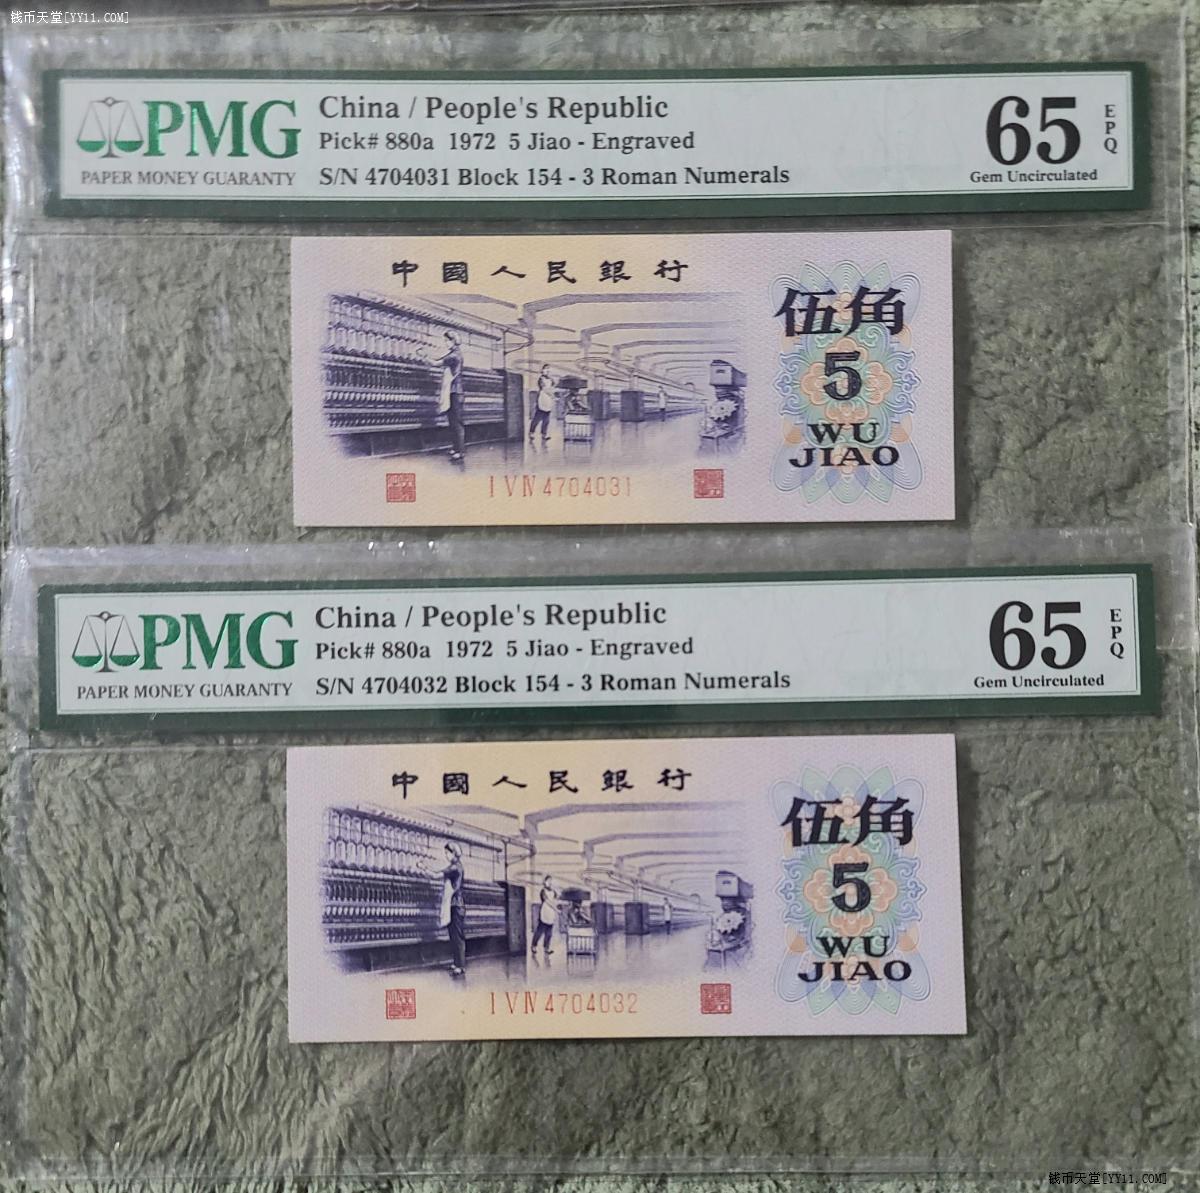 钱币天堂[YY11.COM]
PMG
PAPER MONEY GUARANTY
China / People's Republic
Pick# 880a 1972 5 Jiao - Engraved
S/N 4704031 Block 154 - 3 Roman Numerals
65
EPQ
Gem Uncirculated
中國人民銀行
伍角
5
WU
JIAO
I V IV 4704031
PMG
PAPER MONEY GUARANTY
China / People's Republic
Pick# 880a 1972 5 Jiao - Engraved
S/N 4704032 Block 154 - 3 Roman Numerals
65
EPQ
Gem Uncirculated
中國人民銀行
伍角
5
WU
JIAO
I V IV 4704032
钱币天堂[YY11.COM]